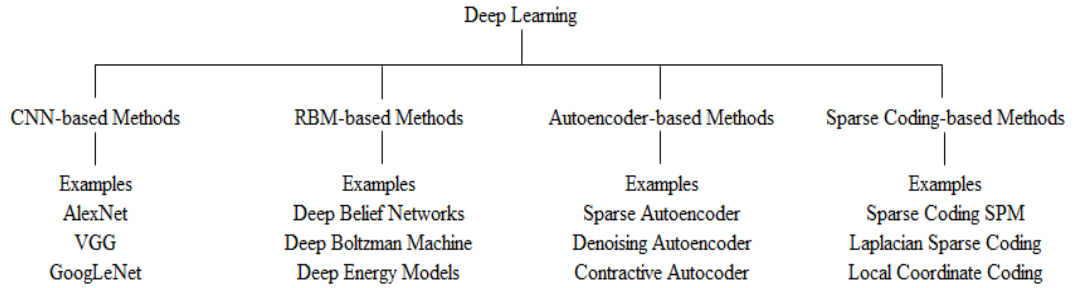 Deep Learning
CNN-based Methods
RBM-based Methods
Autoencoder-based Methods
Sparse Coding-based Methods
Examples
AlexNet
VGG
GoogLeNet
Examples
Deep Belief Networks
Deep Boltzman Machine
Deep Energy Models
Examples
Sparse Autoencoder
Denoising Autoencoder
Contractive Autocoder
Examples
Sparse Coding SPM
Laplacian Sparse Coding
Local Coordinate Coding